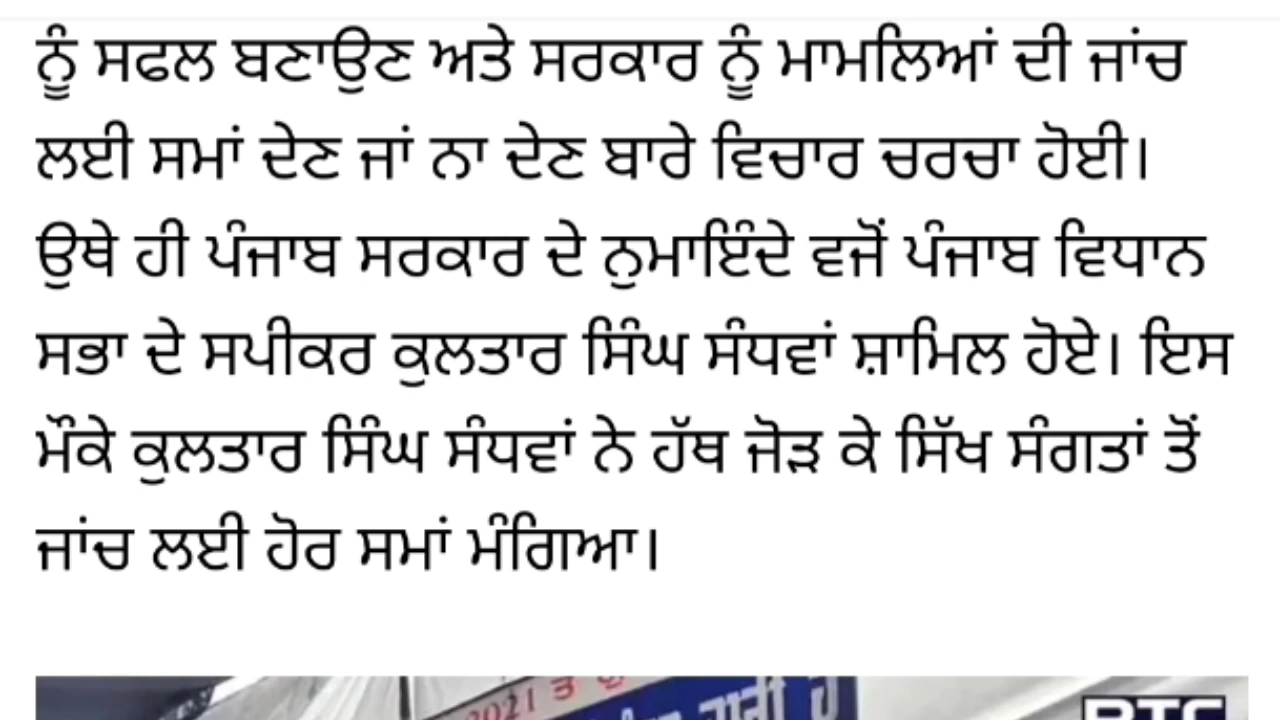 ਨੂੰ ਸਫਲ ਬਣਾਉਣ ਅਤੇ ਸਰਕਾਰ ਨੂੰ ਮਾਮਲਿਆਂ ਦੀ ਜਾਂਚ
ਲਈ ਸਮਾਂ ਦੇਣ ਜਾਂ ਨਾ ਦੇਣ ਬਾਰੇ ਵਿਚਾਰ ਚਰਚਾ ਹੋਈ।
ਉਥੇ ਹੀ ਪੰਜਾਬ ਸਰਕਾਰ ਦੇ ਨੁਮਾਇੰਦੇ ਵਜੋਂ ਪੰਜਾਬ ਵਿਧਾਨ
ਸਭਾ ਦੇ ਸਪੀਕਰ ਕੁਲਤਾਰ ਸਿੰਘ ਸੰਧਵਾਂ ਸ਼ਾਮਿਲ ਹੋਏ। ਇਸ
ਮੌਕੇ ਕੁਲਤਾਰ ਸਿੰਘ ਸੰਧਵਾਂ ਨੇ ਹੱਥ ਜੋੜ ਕੇ ਸਿੱਖ ਸੰਗਤਾਂ ਤੋਂ
ਜਾਂਚ ਲਈ ਹੋਰ ਸਮਾਂ ਮੰਗਿਆ।
2021 ਤੋਂ